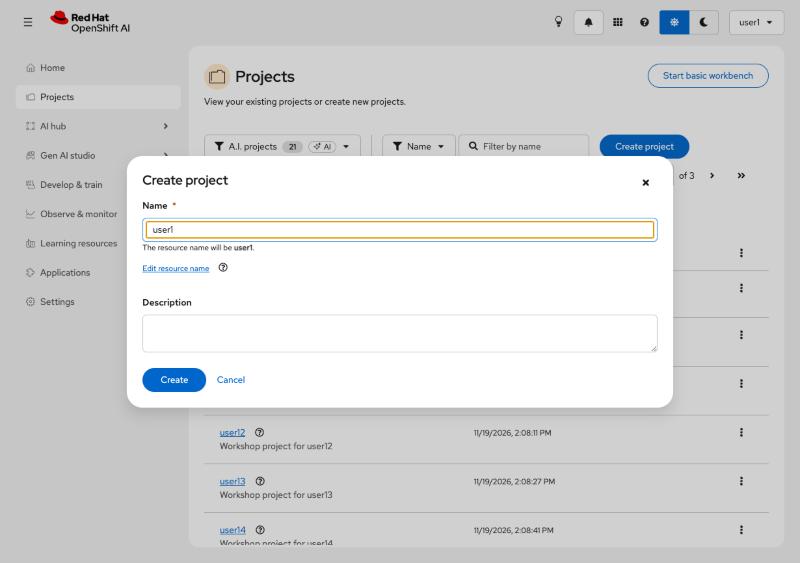 Red Hat
OpenShift AI
user1
Home
Projects
AI hub
Gen AI studio
Develop & train
Observe & monitor
Learning resources
Applications
Settings
Projects
Start basic workbench
View your existing projects or create new projects.
A.I. projects 21 AI
Name
Filter by name
Create project
of 3
Create project
Name *
user1
The resource name will be user1.
Edit resource name
Description
Create
Cancel
user12 11/19/2026, 2:08:11 PM
Workshop project for user12
user13 11/19/2026, 2:08:27 PM
Workshop project for user13
user14 11/19/2026, 2:08:41 PM
Workshop project for user14